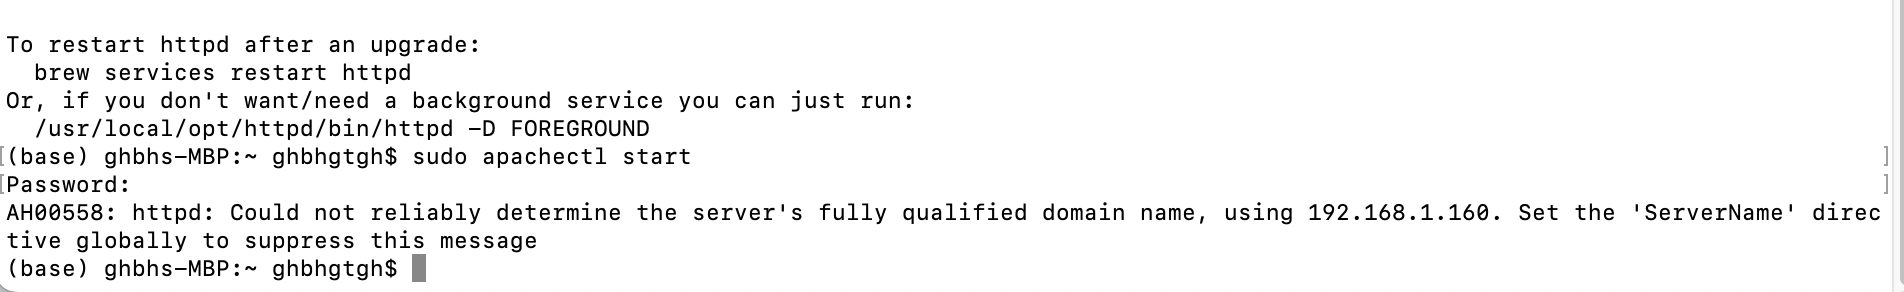 To restart httpd after an upgrade:
  brew services restart httpd
Or, if you don't want/need a background service you can just run:
  /usr/local/opt/httpd/bin/httpd -D FOREGROUND
[(base) ghbhs-MBP:~ ghbhgtgh$ sudo apachectl start ]
[Password: ]
AH00558: httpd: Could not reliably determine the server's fully qualified domain name, using 192.168.1.160. Set the 'ServerName' direc
tive globally to suppress this message
(base) ghbhs-MBP:~ ghbhgtgh$